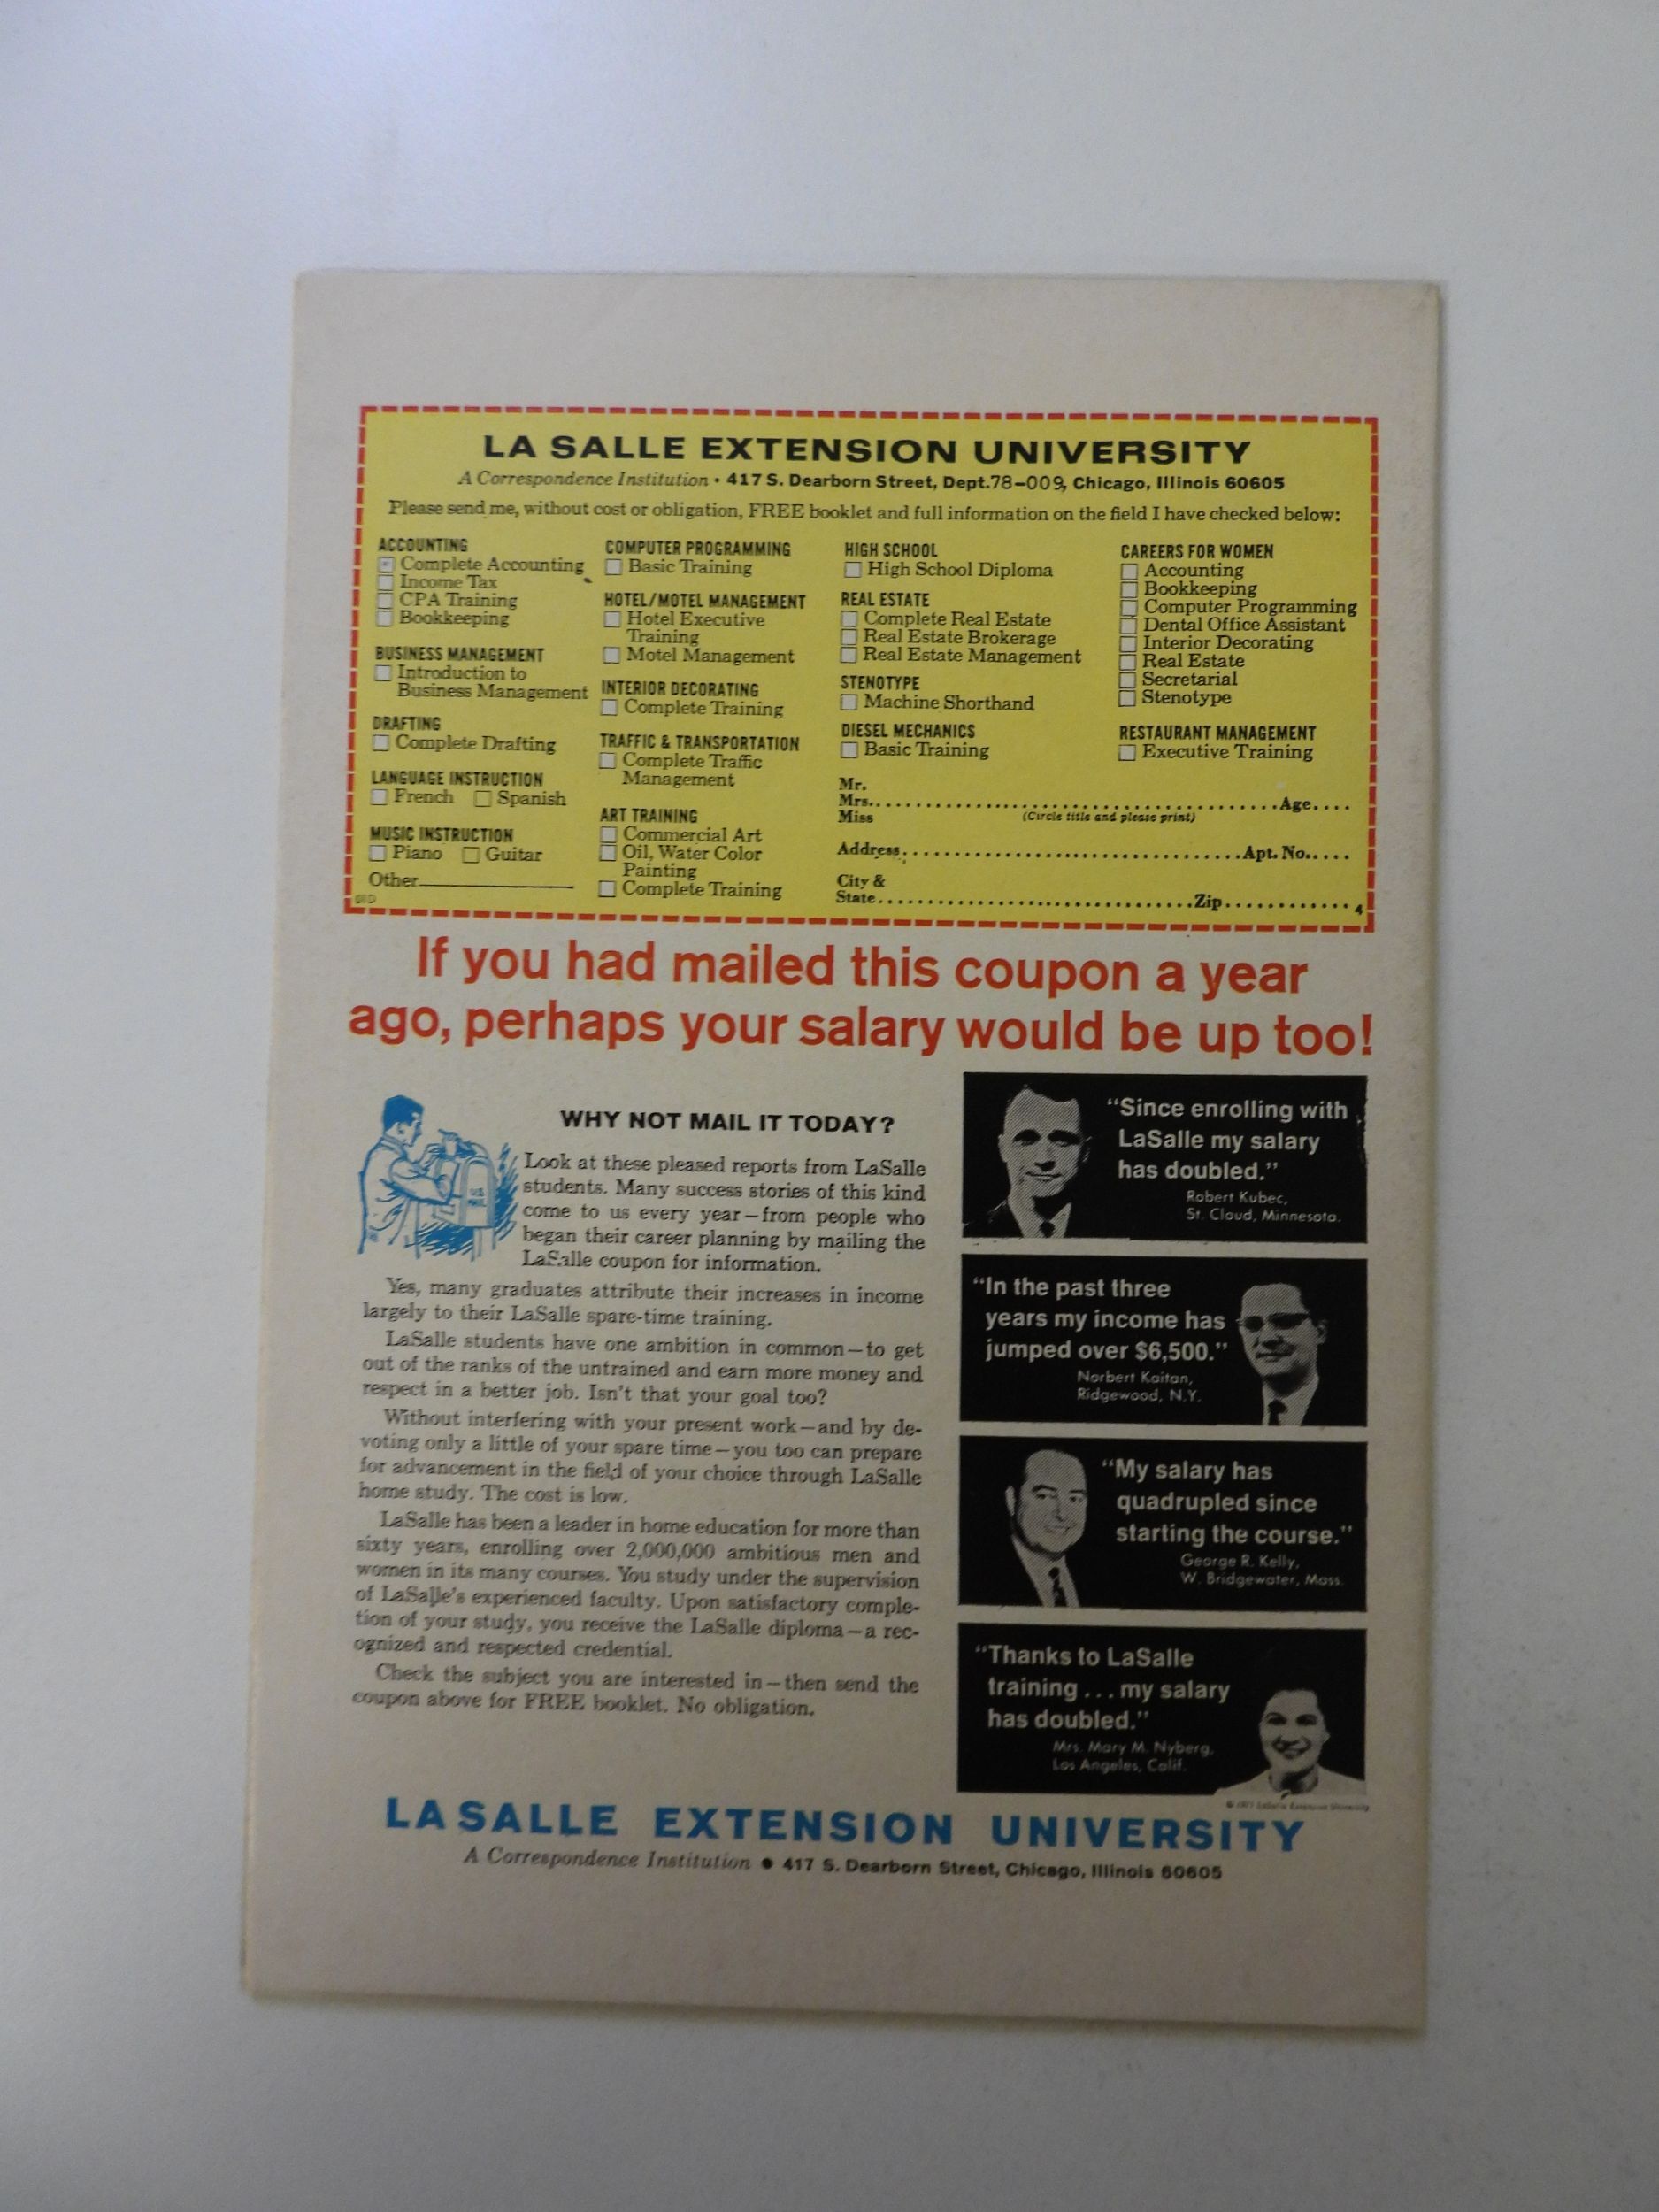 LA SALLE EXTENSION UNIVERSITY
A Correspondence Institution • 417 S. Dearborn Street, Dept. 78-009, Chicago, Illinois 60605
Please send me, without cost or obligation, FREE booklet and full information on the field I have checked below:
ACCOUNTING
Complete Accounting
Income Tax
CPA Training
Bookkeeping
BUSINESS MANAGEMENT
Introduction to
Business Management
DRAFTING
Complete Drafting
LANGUAGE INSTRUCTION
French Spanish
MUSIC INSTRUCTION
Piano Guitar
Other
COMPUTER PROGRAMMING
Basic Training
HOTEL/MOTEL MANAGEMENT
Hotel Executive
Training
Motel Management
INTERIOR DECORATING
Complete Training
TRAFFIC & TRANSPORTATION
Complete Traffic
Management
ART TRAINING
Commercial Art
Oil, Water Color
Painting
Complete Training
HIGH SCHOOL
High School Diploma
REAL ESTATE
Complete Real Estate
Real Estate Brokerage
Real Estate Management
STENOTYPE
Machine Shorthand
DIESEL MECHANICS
Basic Training
CAREERS FOR WOMEN
Accounting
Bookkeeping
Computer Programming
Dental Office Assistant
Interior Decorating
Real Estate
Secretarial
Stenotype
RESTAURANT MANAGEMENT
Executive Training
Mr.
Mrs. Age
Miss (Circle title and please print)
Address Apt. No.
City &
State Zip 4
If you had mailed this coupon a year
ago, perhaps your salary would be up too!
WHY NOT MAIL IT TODAY?
U.S.
MAIL
Look at these pleased reports from LaSalle
students. Many success stories of this kind
come to us every year—from people who
began their career planning by mailing the
LaSalle coupon for information.
Yes, many graduates attribute their increases in income
largely to their LaSalle spare-time training.
LaSalle students have one ambition in common—to get
out of the ranks of the untrained and earn more money and
respect in a better job. Isn't that your goal too?
Without interfering with your present work—and by de-
voting only a little of your spare time—you too can prepare
for advancement in the field of your choice through LaSalle
home study. The cost is low.
LaSalle has been a leader in home education for more than
sixty years, enrolling over 2,000,000 ambitious men and
women in its many courses. You study under the supervision
of LaSalle's experienced faculty. Upon satisfactory comple-
tion of your study, you receive the LaSalle diploma—a rec-
ognized and respected credential.
Check the subject you are interested in—then send the
coupon above for FREE booklet. No obligation.
"Since enrolling with
LaSalle my salary
has doubled."
Robert Kubec,
St. Cloud, Minnesota.
"In the past three
years my income has
jumped over $6,500."
Norbert Kaitan,
Ridgewood, N.Y.
"My salary has
quadrupled since
starting the course."
George R. Kelly,
W. Bridgewater, Mass.
"Thanks to LaSalle
training...my salary
has doubled."
Mrs. Mary M. Nyberg,
Los Angeles, Calif.
© 1971 LaSalle Extension University
LA SALLE EXTENSION UNIVERSITY
A Correspondence Institution • 417 S. Dearborn Street, Chicago, Illinois 60605